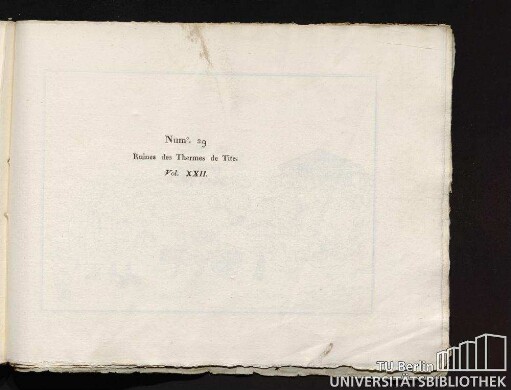 Num°. 29
Ruines des Thermes de Tite.
Vol. XXII.
TU Berlin
UNIVERSITÄTSBIBLIOTHEK